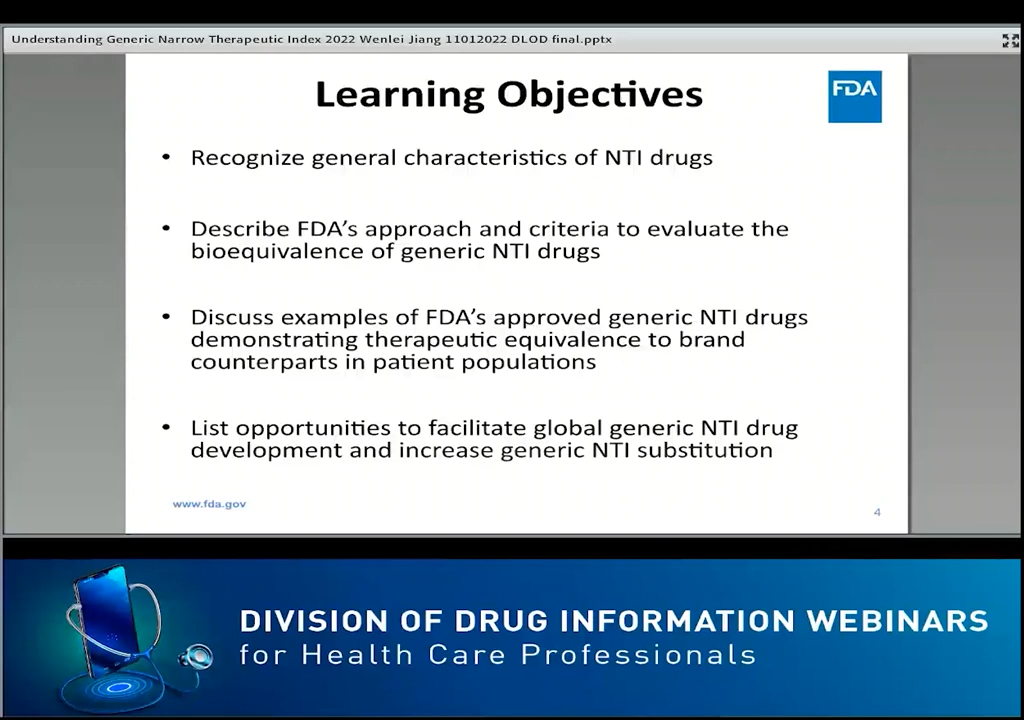 Understanding Generic Narrow Therapeutic Index 2022 Wenlei Jiang 11012022 DLOD final.pptx
Learning Objectives
FDA
• Recognize general characteristics of NTI drugs
• Describe FDA's approach and criteria to evaluate the
bioequivalence of generic NTI drugs
• Discuss examples of FDA's approved generic NTI drugs
demonstrating therapeutic equivalence to brand
counterparts in patient populations
• List opportunities to facilitate global generic NTI drug
development and increase generic NTI substitution
www.fda.gov
4
DIVISION OF DRUG INFORMATION WEBINARS
for Health Care Professionals